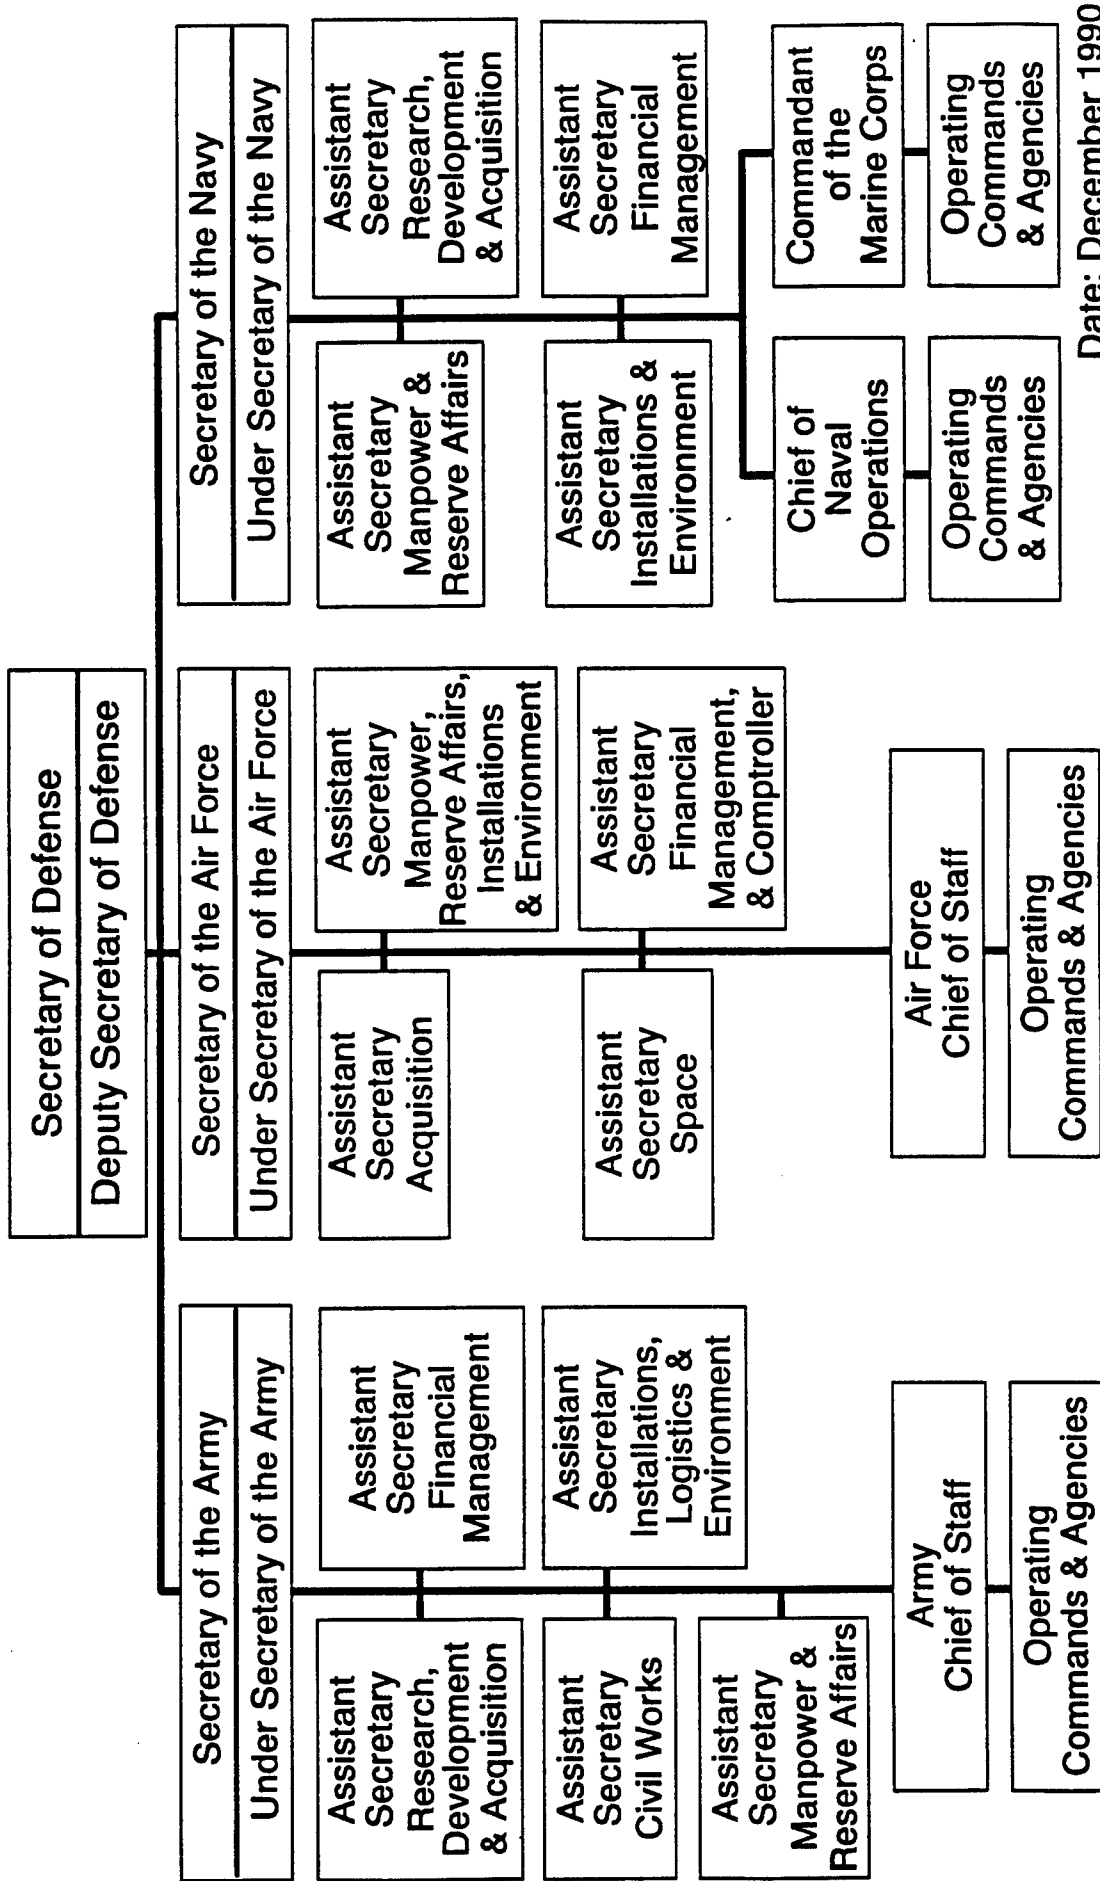 Secretary of Defense
Deputy Secretary of Defense
Secretary of the Army
Under Secretary of the Army
Assistant
Secretary
Research,
Development
& Acquisition
Assistant
Secretary
Financial
Management
Assistant
Secretary
Civil Works
Assistant
Secretary
Installations,
Logistics &
Environment
Assistant
Secretary
Manpower &
Reserve Affairs
Army
Chief of Staff
Operating
Commands & Agencies
Secretary of the Air Force
Under Secretary of the Air Force
Assistant
Secretary
Acquisition
Assistant
Secretary
Manpower,
Reserve Affairs,
Installations
& Environment
Assistant
Secretary
Space
Assistant
Secretary
Financial
Management,
& Comptroller
Air Force
Chief of Staff
Operating
Commands & Agencies
Secretary of the Navy
Under Secretary of the Navy
Assistant
Secretary
Manpower &
Reserve Affairs
Assistant
Secretary
Research,
Development
& Acquisition
Assistant
Secretary
Installations &
Environment
Assistant
Secretary
Financial
Management
Chief of
Naval
Operations
Commandant
of the
Marine Corps
Operating
Commands
& Agencies
Operating
Commands
& Agencies
Date: December 1990